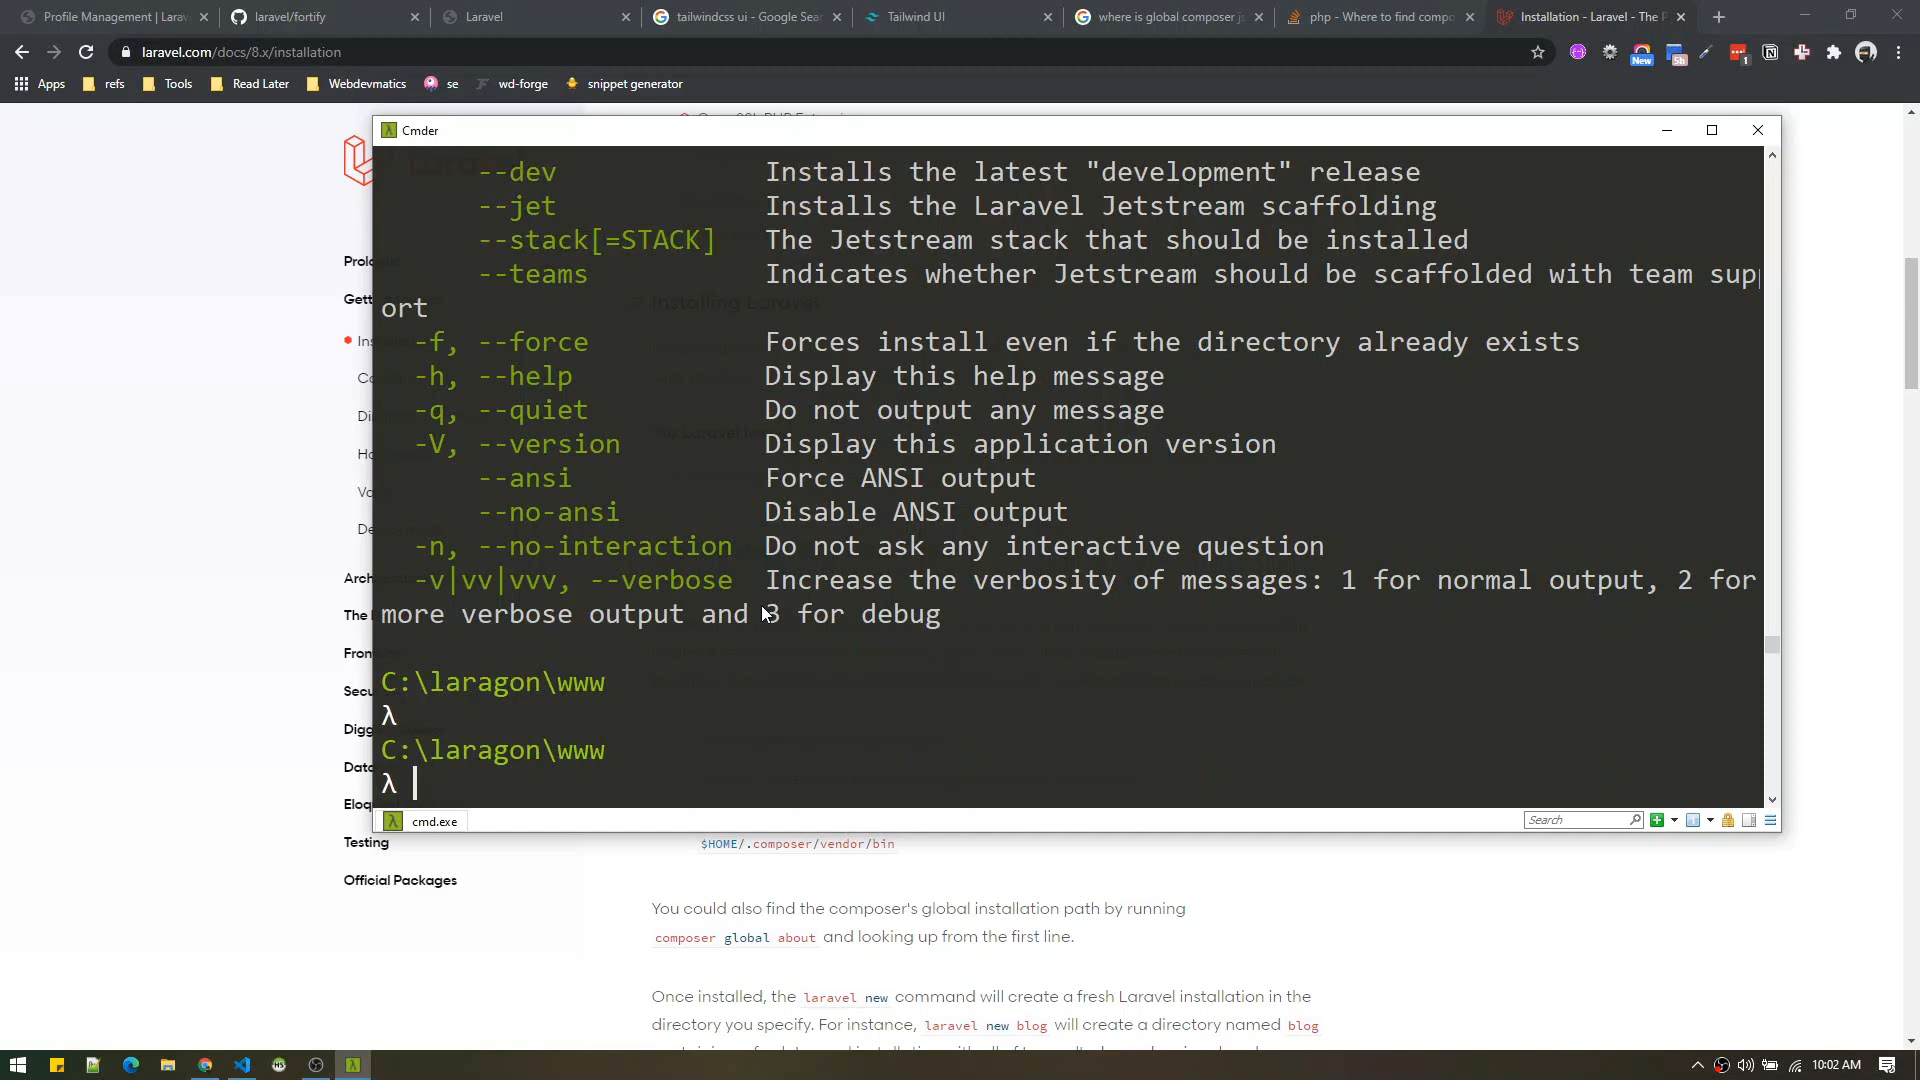 Profile Management | Larav
laravel/fortify
Laravel
tailwindcss ui - Google Sear
Tailwind UI
where is global composer js
php - Where to find compo
Installation - Laravel - The P
laravel.com/docs/8.x/installation
New
5h
1
Apps
refs
Tools
Read Later
Webdevmatics
se
wd-forge
snippet generator
Cmder
--dev Installs the latest "development" release
--jet Installs the Laravel Jetstream scaffolding
--stack[=STACK] The Jetstream stack that should be installed
--teams Indicates whether Jetstream should be scaffolded with team supp
ort
-f, --force Forces install even if the directory already exists
-h, --help Display this help message
-q, --quiet Do not output any message
-V, --version Display this application version
--ansi Force ANSI output
--no-ansi Disable ANSI output
-n, --no-interaction Do not ask any interactive question
-v|vv|vvv, --verbose Increase the verbosity of messages: 1 for normal output, 2 for
more verbose output and 3 for debug
C:\laragon\www
λ
C:\laragon\www
λ
cmd.exe
Search
Installing Laravel
Testing
Official Packages
$HOME/.composer/vendor/bin
You could also find the composer's global installation path by running
composer global about and looking up from the first line.
Once installed, the laravel new command will create a fresh Laravel installation in the
directory you specify. For instance, laravel new blog will create a directory named blog
10:02 AM